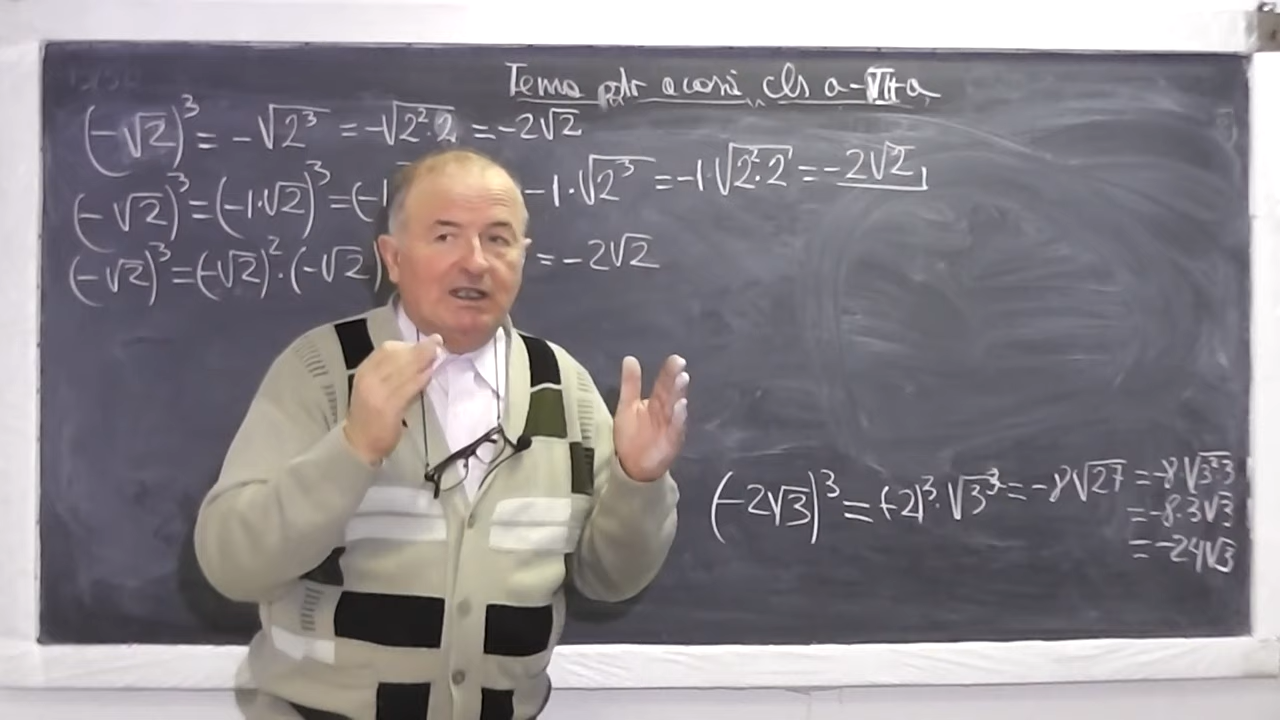 Tema ptr acasă cls a-VII-a
(-√2)³ = -√2³ = -√2²·2 = -2√2
(-√2)³ = (-1·√2)³ = (-1 -1·√2³ = -1·√2²·2 = -2√2
(-√2)³ = (-√2)²·(-√2) = -2√2
(-2√3)³ = (-2)³·√3³ = -8√27 = -8√3²·3
= -8·3√3
= -24√3